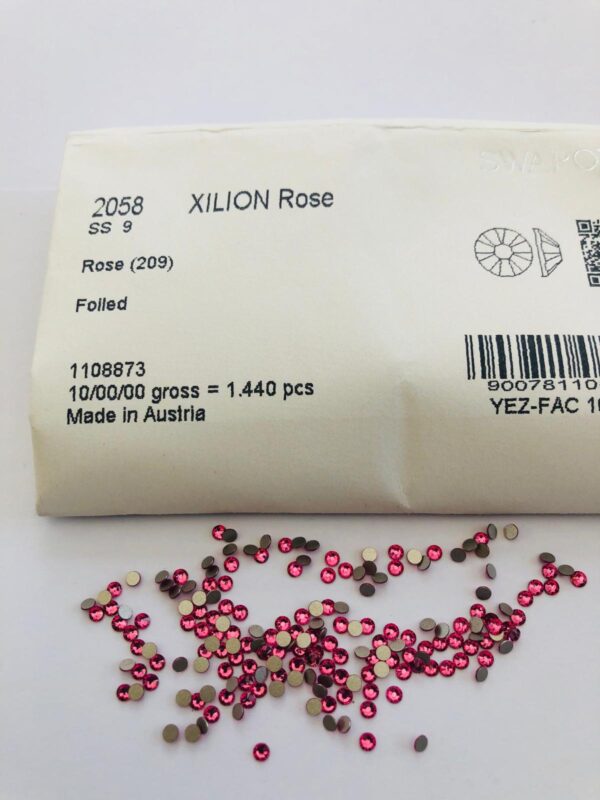 2058 XILION Rose
SS 9
Rose (209)
Foiled
1108873
10/00/00 gross = 1.440 pcs
Made in Austria
90078110
YEZ-FAC